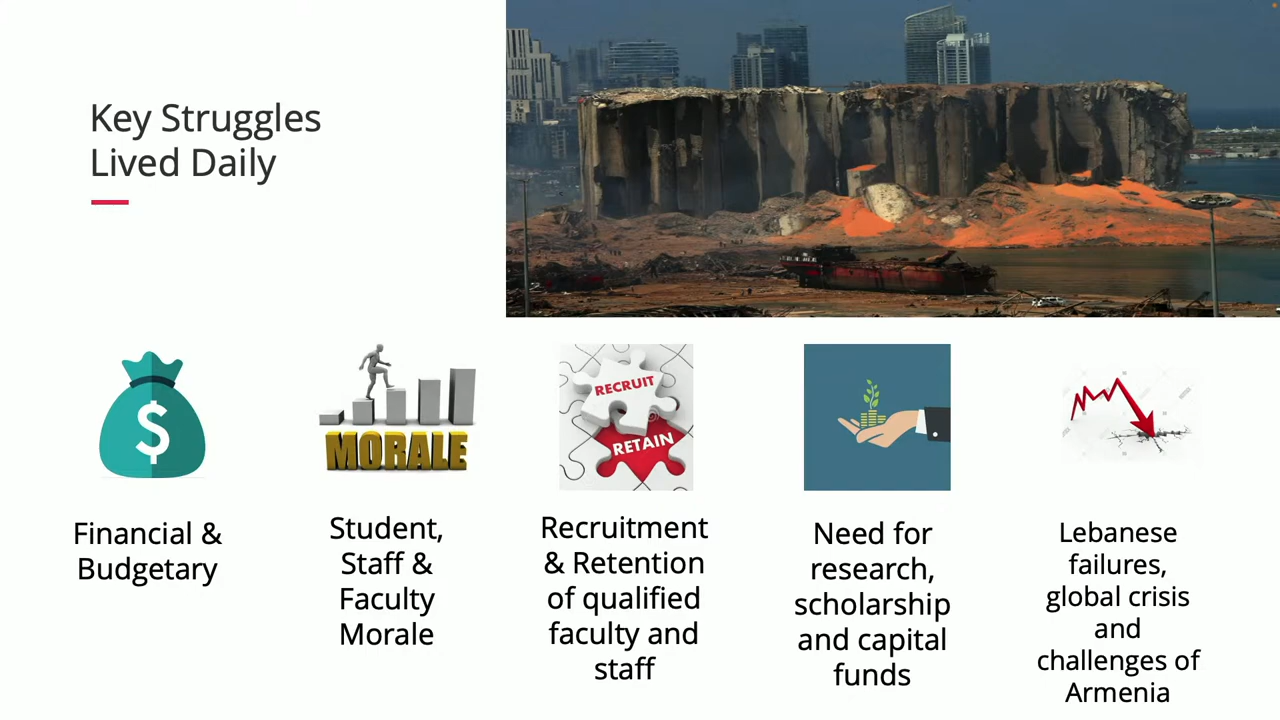 Key Struggles
Lived Daily
$
MORALE
RECRUIT
RETAIN
Financial &
Budgetary
Student,
Staff &
Faculty
Morale
Recruitment
& Retention
of qualified
faculty and
staff
Need for
research,
scholarship
and capital
funds
Lebanese
failures,
global crisis
and
challenges of
Armenia